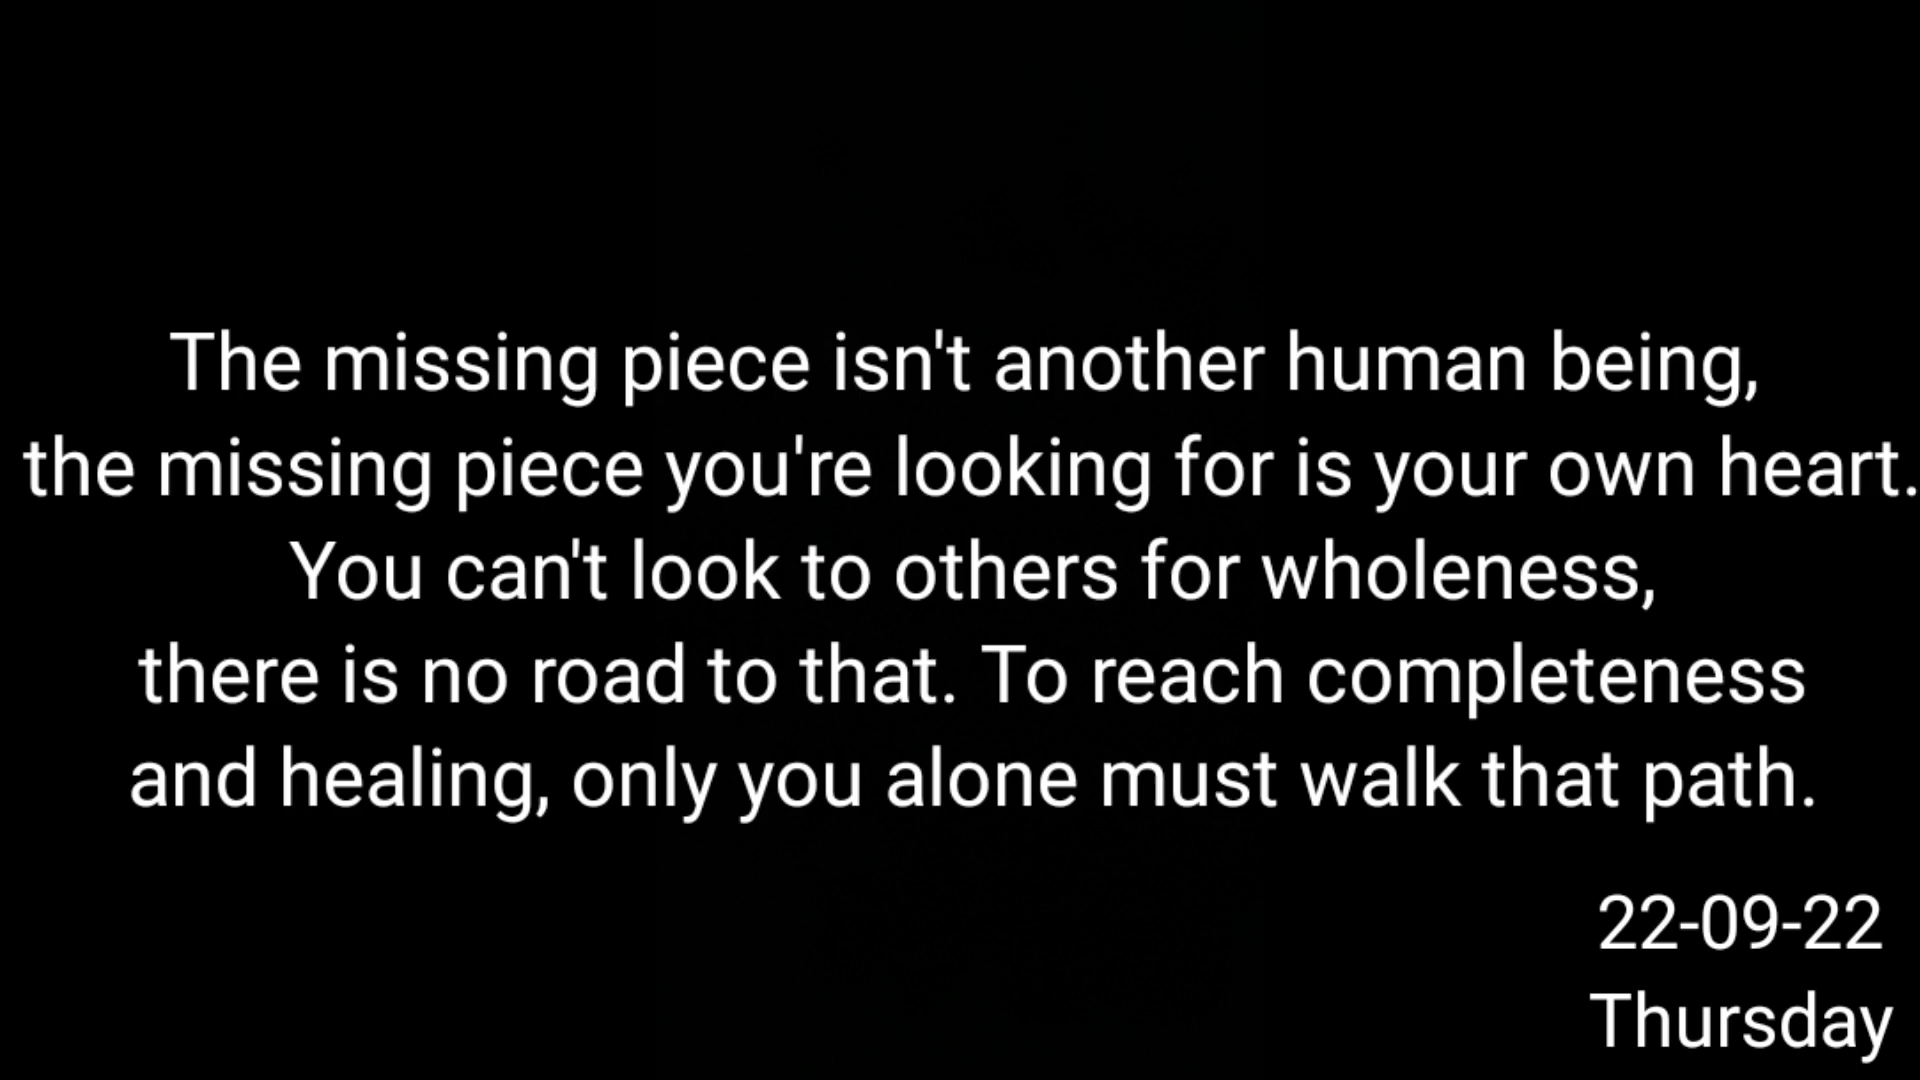 The missing piece isn't another human being,
the missing piece you're looking for is your own heart.
You can't look to others for wholeness,
there is no road to that. To reach completeness
and healing, only you alone must walk that path.
22-09-22
Thursday